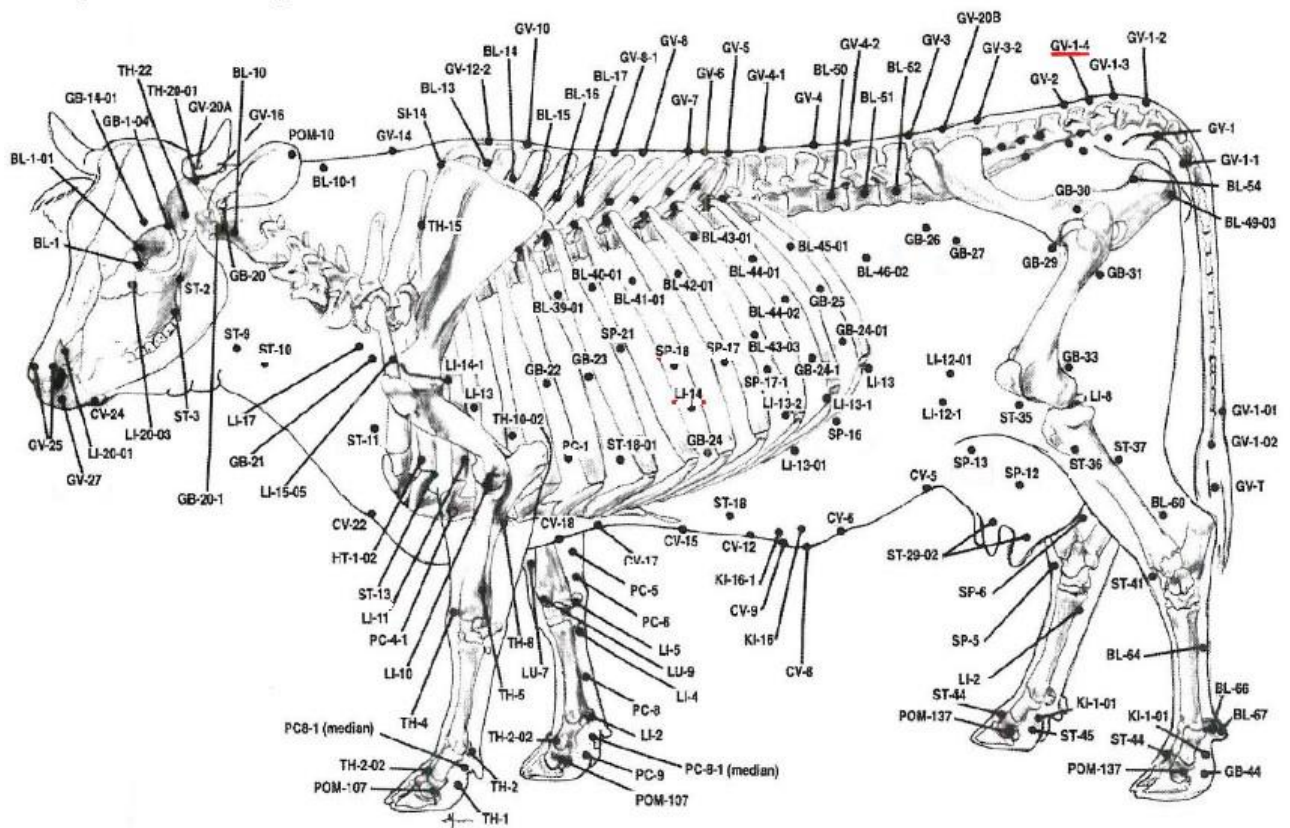 GV-10
GV-20B
BL-14
GV-8
GV-5
GV-3
GV-1-4
GV-1-2
TH-22
BL-10
GV-12-2
GV-8-1
GV-4-2
GV-3-2
GV-1-3
TH-20-01
BL-13
BL-17
GV-6
GV-4-1
BL-50
BL-52
GV-2
GB-14-01
GV-20A
GV-16
BL-16
GV-7
GV-4
BL-51
GB-1-04
POM-10
GV-14
SI-14
BL-15
GV-1
BL-1-01
BL-10-1
GV-1-1
BL-54
GB-30
BL-49-03
BL-1
TH-15
BL-43-01
BL-45-01
GB-26
GB-27
GB-20
GB-29
ST-2
BL-40-01
BL-44-01
BL-46-02
GB-31
BL-39-01
BL-41-01
BL-42-01
GB-25
BL-44-02
ST-9
ST-10
SP-21
GB-24-01
BL-43-03
LI-14-1
GB-22
GB-23
SP-18
SP-17
GB-24-1
LI-12-01
GB-33
CV-24
ST-3
LI-17
LI-13
LI-14
SP-17-1
LI-13
LI-13-2
LI-13-1
LI-12-1
ST-35
LI-8
GV-1-01
GV-25
LI-20-03
ST-11
TH-10-02
SP-16
GV-1-02
LI-20-01
GB-21
PC-1
ST-18-01
GB-24
LI-13-01
SP-13
ST-36
ST-37
GV-27
GB-20-1
LI-15-05
SP-12
CV-5
GV-T
CV-22
CV-18
ST-18
BL-60
CV-15
CV-12
CV-6
HT-1-02
CV-17
ST-29-02
KI-16-1
ST-41
ST-13
PC-5
CV-9
SP-6
LI-11
PC-6
KI-16
PC-4-1
TH-8
LI-5
SP-5
LI-10
LU-7
LU-9
CV-8
BL-64
TH-5
LI-4
LI-2
TH-4
PC-8
ST-44
BL-66
PC8-1 (median)
LI-2
POM-137
KI-1-01
KI-1-01
BL-67
TH-2-02
ST-45
ST-44
TH-2-02
TH-2
PC-8-1 (median)
POM-137
GB-44
POM-107
PC-9
TH-1
POM-107